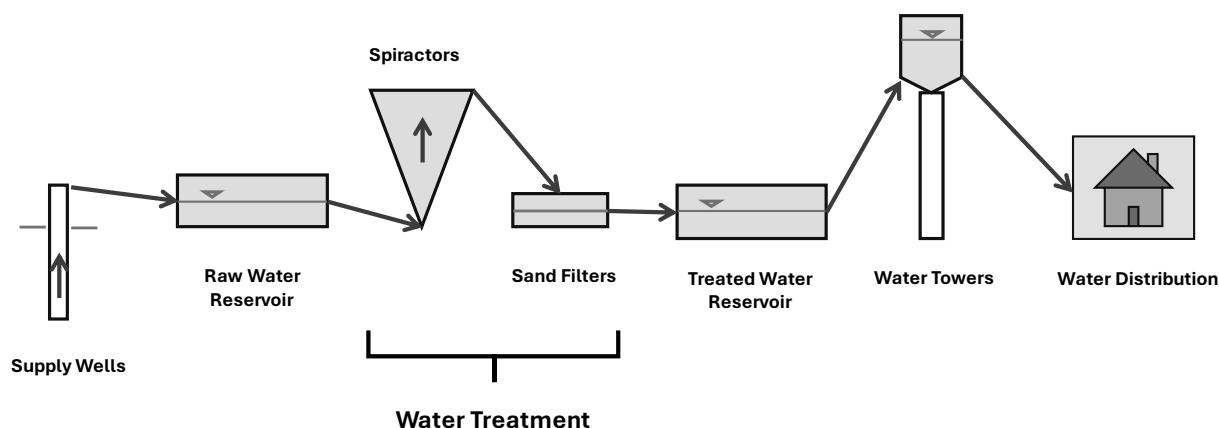 Spiractors
Raw Water
Reservoir
Sand Filters
Treated Water
Reservoir
Water Towers
Water Distribution
Supply Wells
Water Treatment